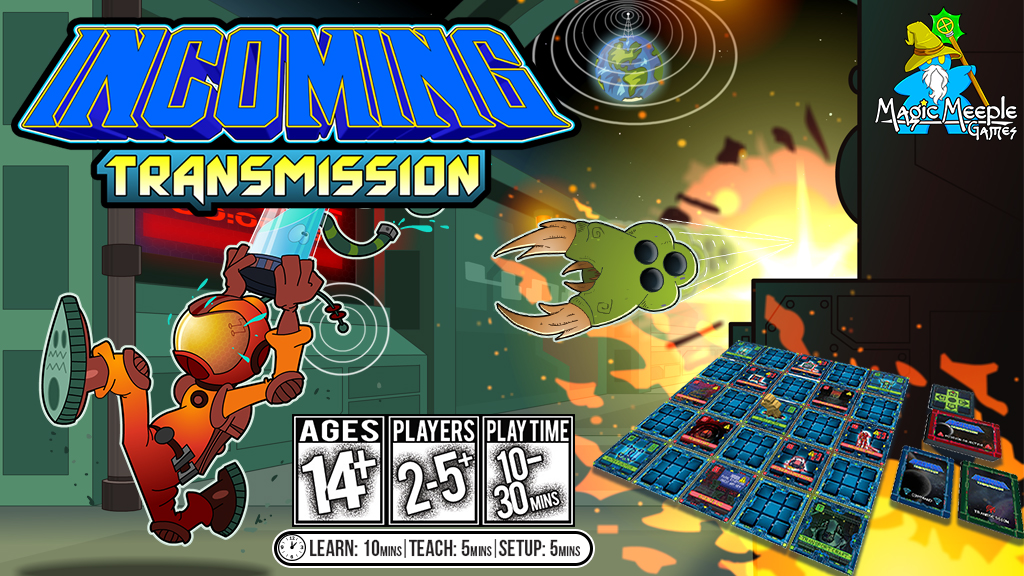 INCOMING
TRANSMISSION
Magic Meeple
Games
AGES
14+
PLAYERS
2-5+
PLAY TIME
10-
30 MINS
LEARN: 10MINS | TEACH: 5MINS | SETUP: 5MINS